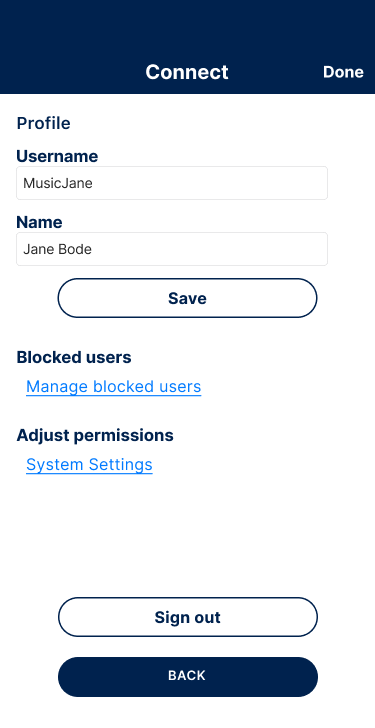 Connect
Done
Profile
Username
MusicJane
Name
Jane Bode
Save
Blocked users
Manage blocked users
Adjust permissions
System Settings
Sign out
BACK